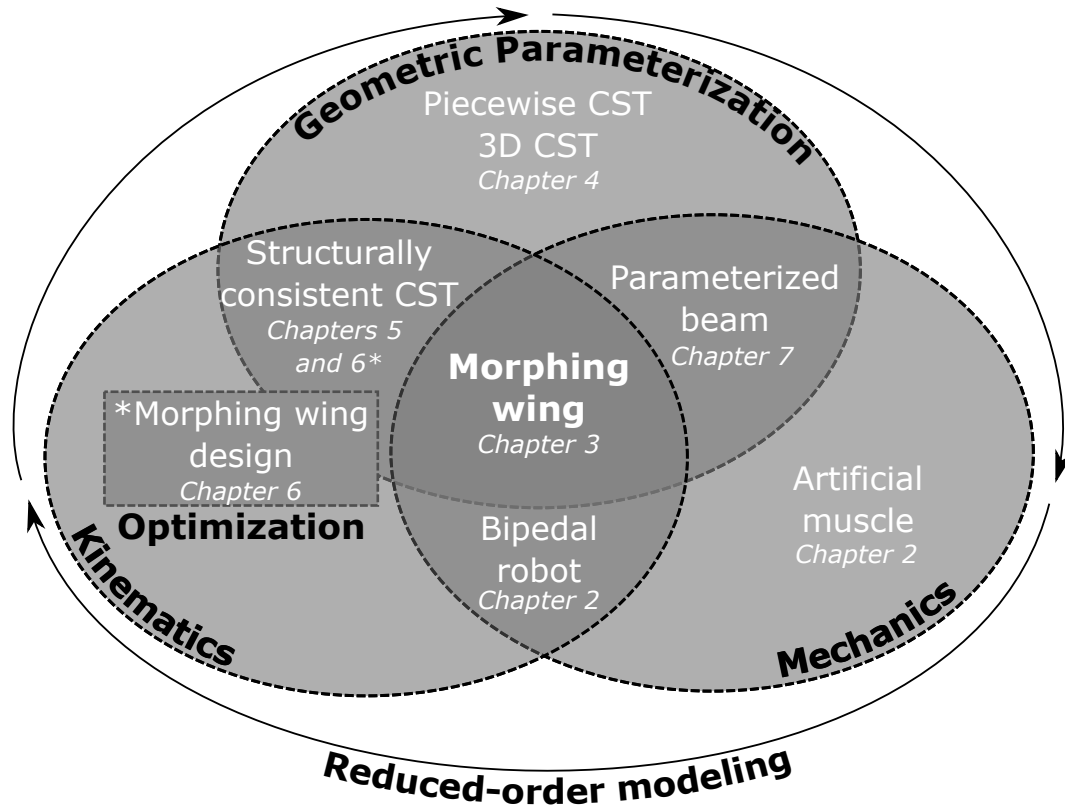 Geometric Parameterization
Piecewise CST
3D CST
Chapter 4
Structurally
consistent CST
Chapters 5
and 6*
Parameterized
beam
Chapter 7
Morphing
wing
Chapter 3
*Morphing wing
design
Chapter 6
Optimization
Artificial
muscle
Chapter 2
Bipedal
robot
Chapter 2
Kinematics
Mechanics
Reduced-order modeling